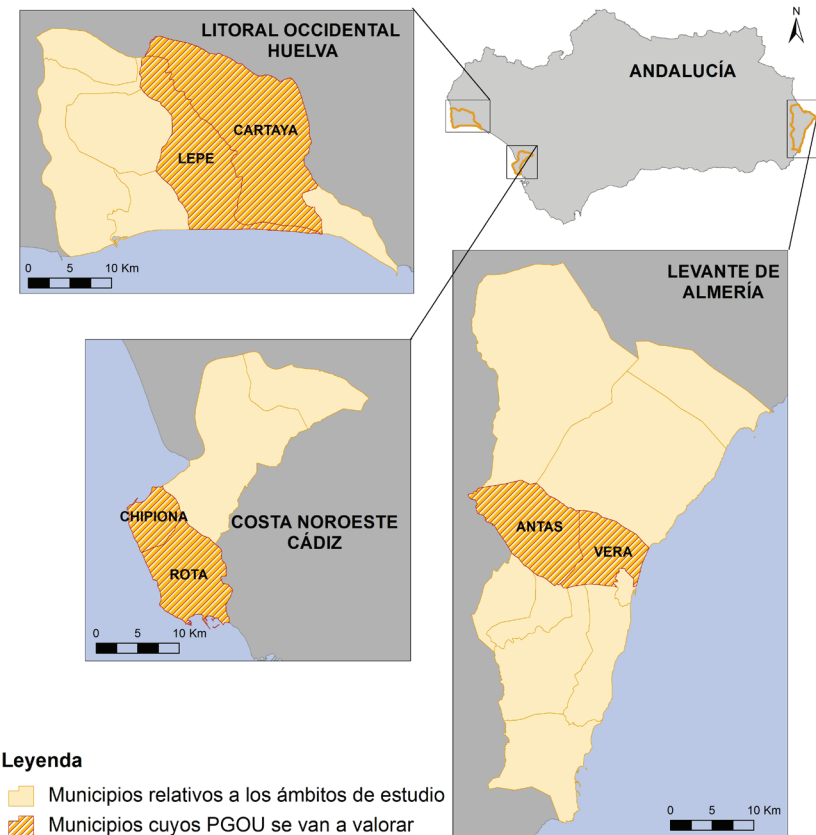 LITORAL OCCIDENTAL
HUELVA
CARTAYA
LEPE
0 5 10 Km
N
ANDALUCÍA
LEVANTE DE
ALMERÍA
ANTAS
VERA
0 5 10 Km
CHIPIONA
COSTA NOROESTE
CÁDIZ
ROTA
0 5 10 Km
Leyenda
Municipios relativos a los ámbitos de estudio
Municipios cuyos PGOU se van a valorar